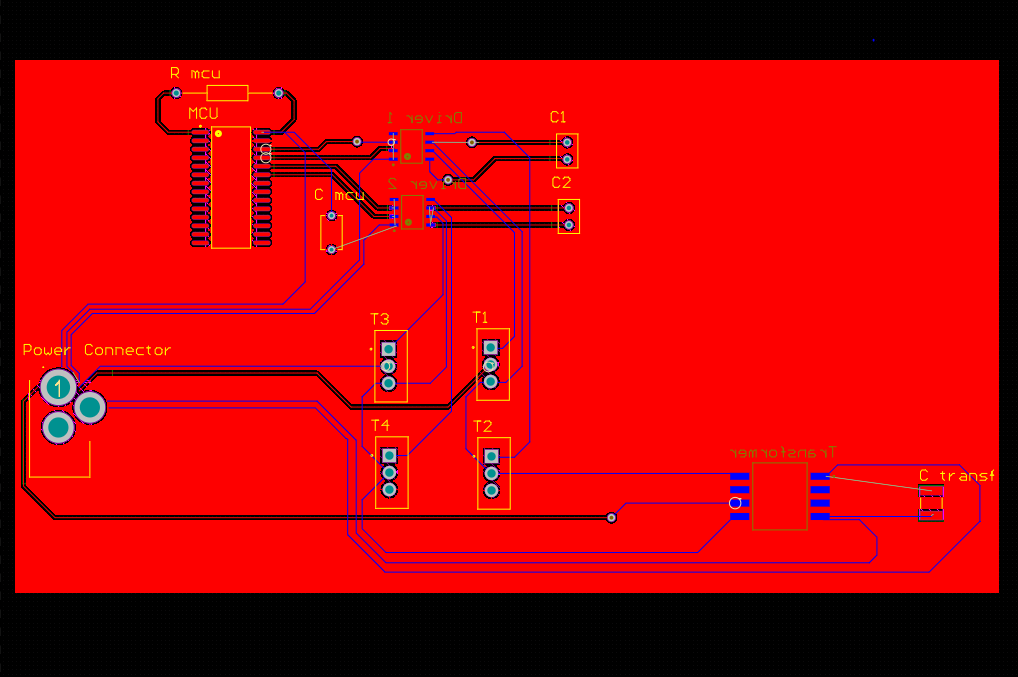 R mcu
MCU
Driver 1
C1
Driver 2
C2
C mcu
T3
T1
Power Connector
1
T4
T2
Transformer
C transf